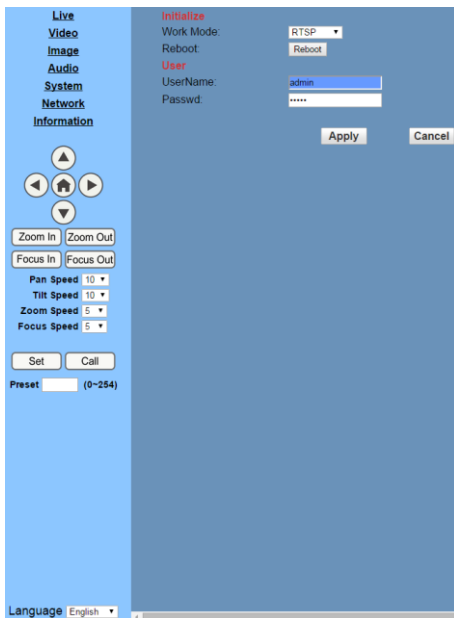 Live
Video
Image
Audio
System
Network
Information
Zoom In Zoom Out
Focus In Focus Out
Pan Speed 10
Tilt Speed 10
Zoom Speed 5
Focus Speed 5
Set Call
Preset (0~254)
Language English
Initialize
Work Mode: RTSP
Reboot: Reboot
User
UserName: admin
Passwd: •••••
Apply Cancel